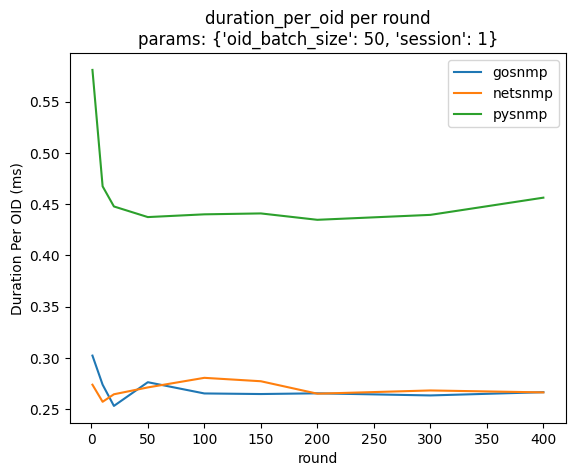 duration_per_oid per round
params: {'oid_batch_size': 50, 'session': 1}
gosnmp
netsnmp
pysnmp
Duration Per OID (ms)
0.55
0.50
0.45
0.40
0.35
0.30
0.25
0 50 100 150 200 250 300 350 400
round